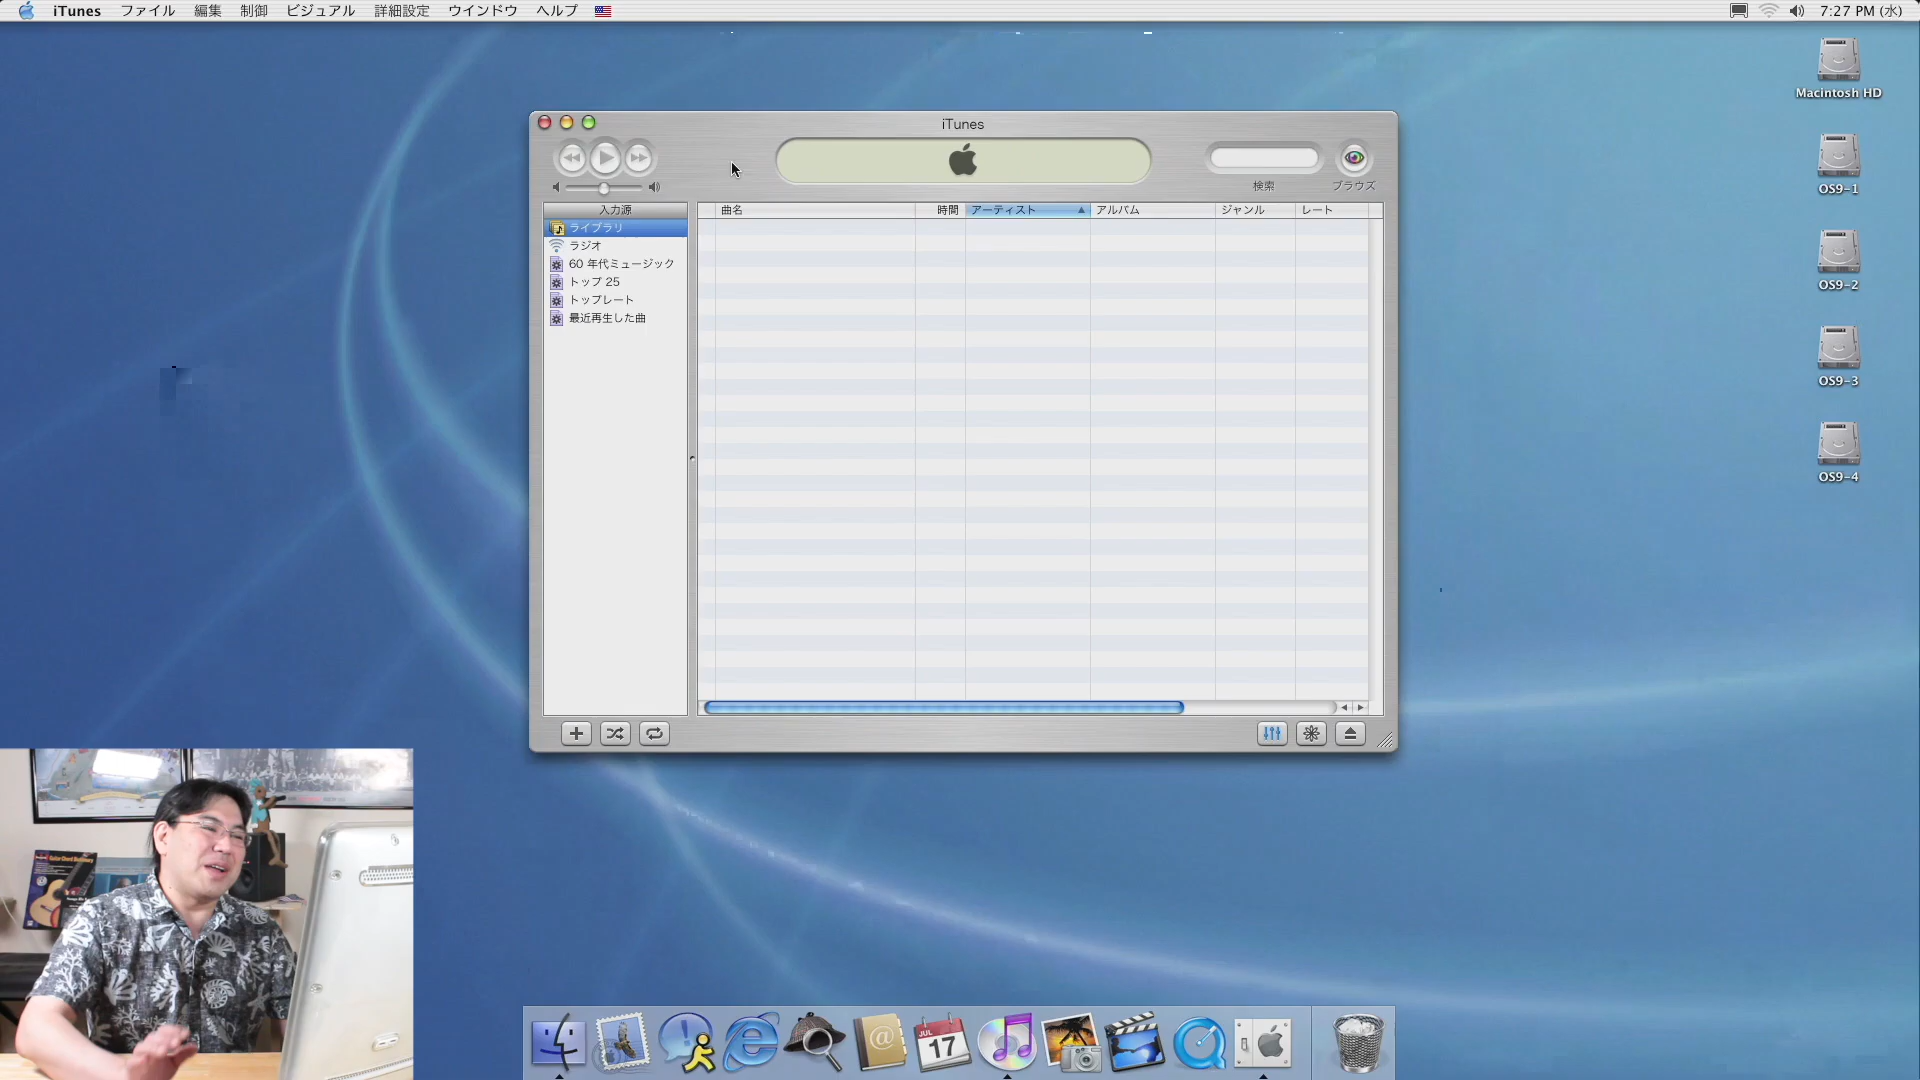 iTunes ファイル 編集 制御 ビジュアル 詳細設定 ウインドウ ヘルプ
7:27 PM (水)
Macintosh HD
OS9-1
OS9-2
OS9-3
OS9-4
iTunes
検索
ブラウズ
入力源
ライブラリ
ラジオ
60 年代ミュージック
トップ 25
トップレート
最近再生した曲
曲名 時間 アーティスト アルバム ジャンル レート
JUL
17
Guitar Chord Dictionary